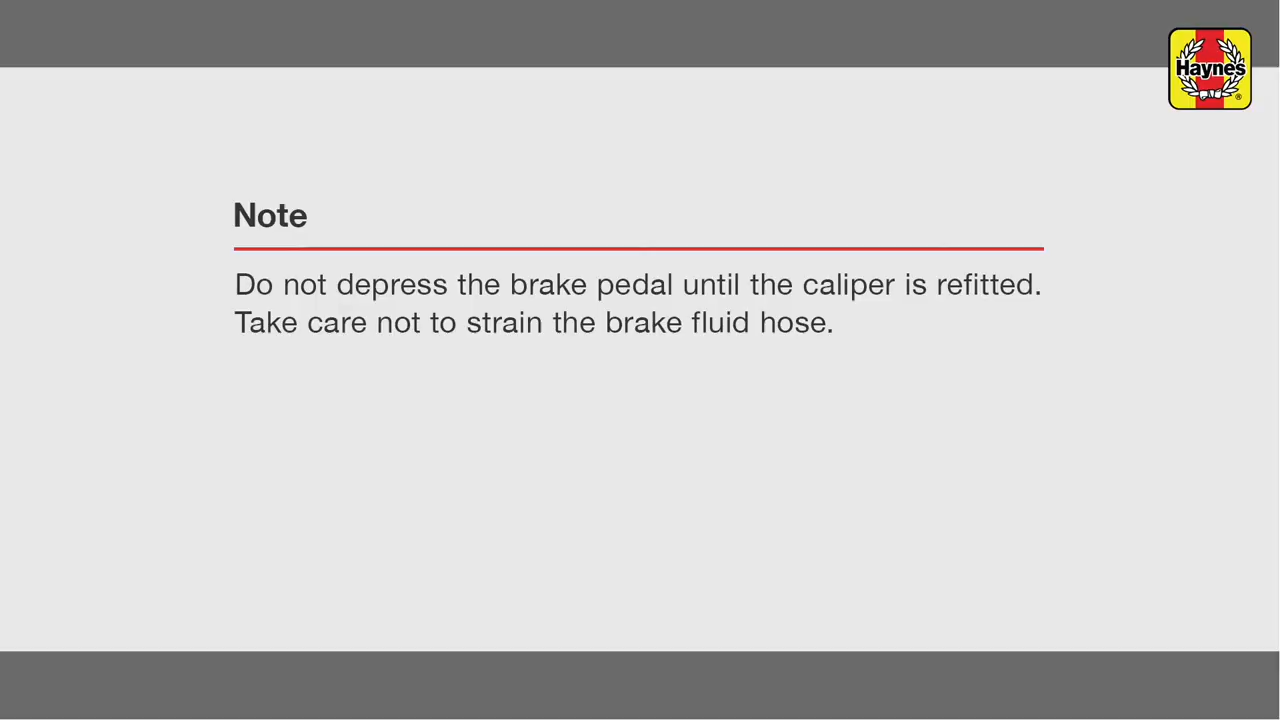 Haynes
Note
Do not depress the brake pedal until the caliper is refitted.
Take care not to strain the brake fluid hose.